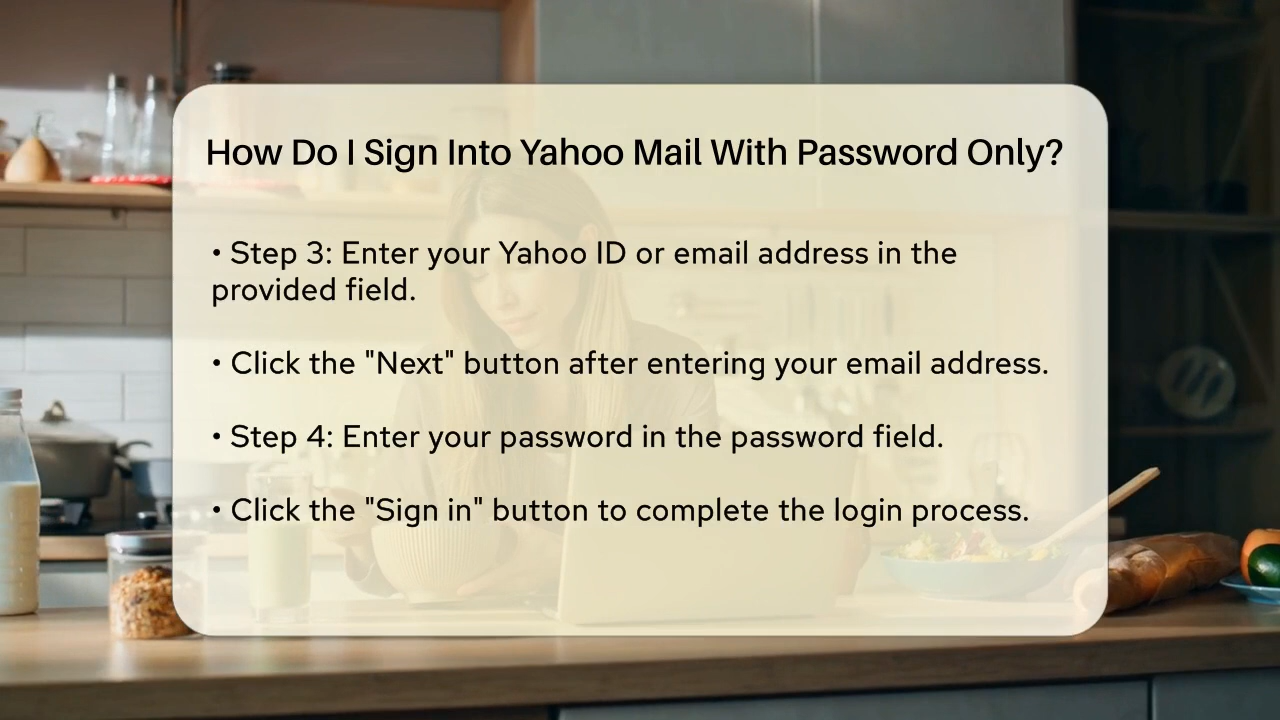 How Do I Sign Into Yahoo Mail With Password Only?
• Step 3: Enter your Yahoo ID or email address in the
provided field.
• Click the "Next" button after entering your email address.
• Step 4: Enter your password in the password field.
• Click the "Sign in" button to complete the login process.